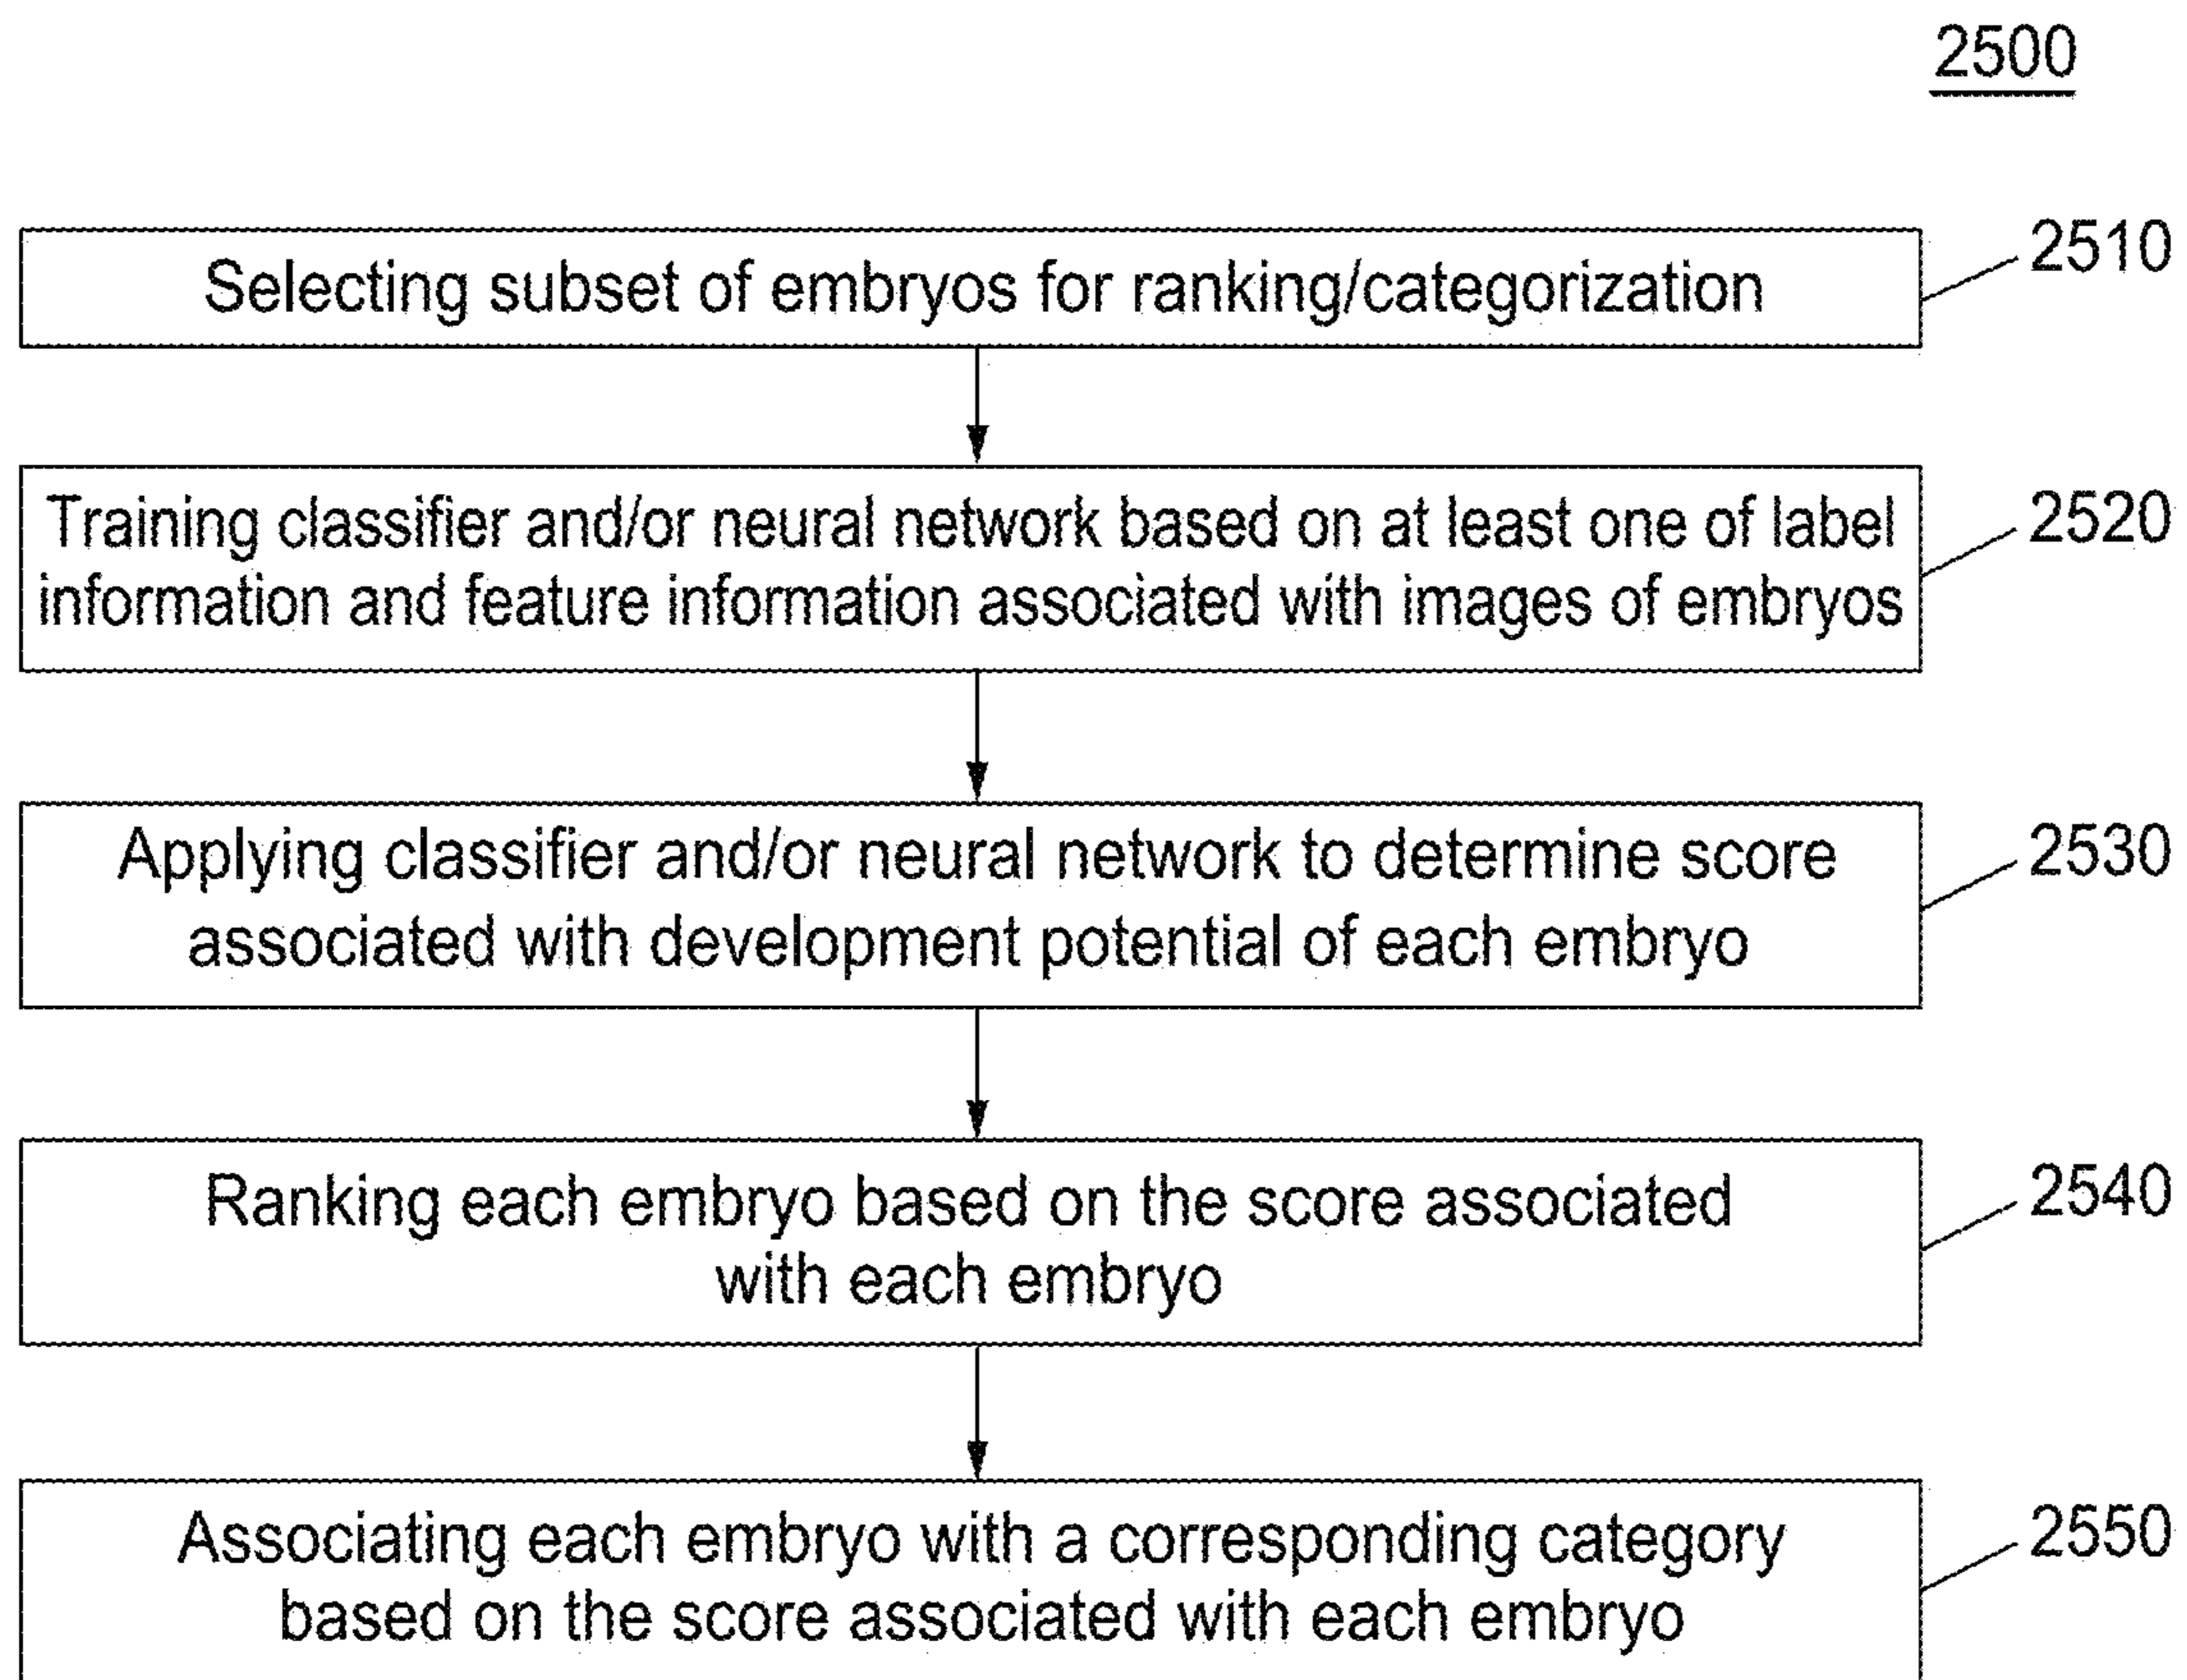 2500
Selecting subset of embryos for ranking/categorization
2510
Training classifier and/or neural network based on at least one of label
information and feature information associated with images of embryos
2520
Applying classifier and/or neural network to determine score
associated with development potential of each embryo
2530
Ranking each embryo based on the score associated
with each embryo
2540
Associating each embryo with a corresponding category
based on the score associated with each embryo
2550